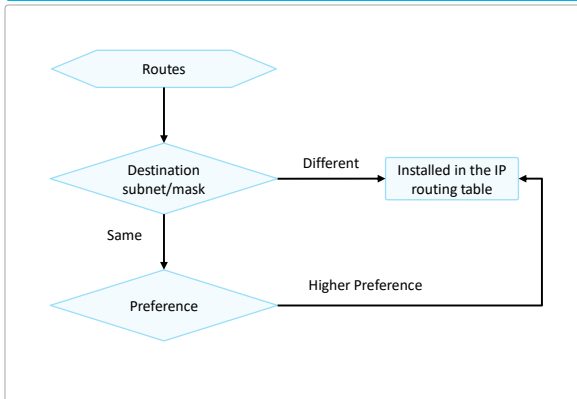 Routes
Destination
subnet/mask
Different
Installed in the IP
routing table
Same
Preference
Higher Preference